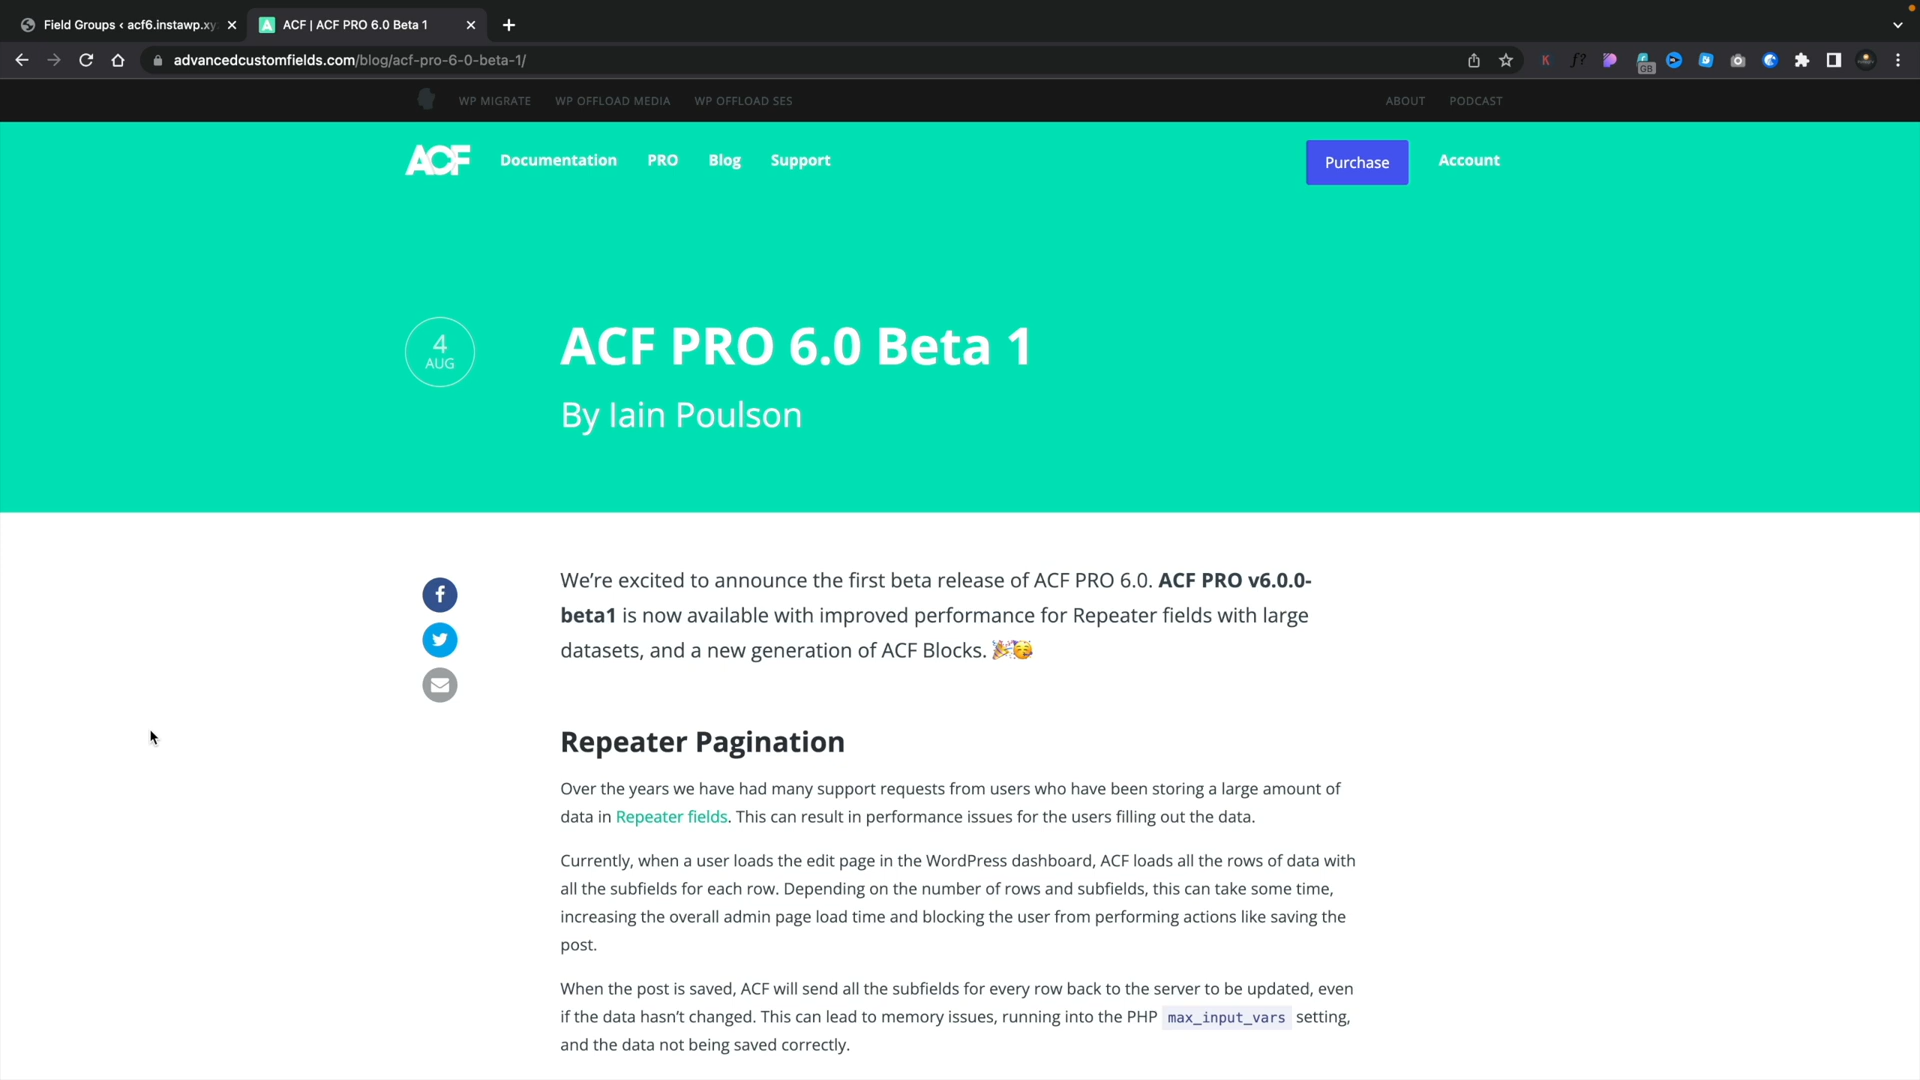 Field Groups ‹ acf6.instawp.xy
ACF | ACF PRO 6.0 Beta 1
advancedcustomfields.com/blog/acf-pro-6-0-beta-1/
K
f?
GB
WP MIGRATE
WP OFFLOAD MEDIA
WP OFFLOAD SES
ABOUT
PODCAST
ACF
Documentation
PRO
Blog
Support
Purchase
Account
4
AUG
ACF PRO 6.0 Beta 1
By Iain Poulson
We’re excited to announce the first beta release of ACF PRO 6.0. ACF PRO v6.0.0-
beta1 is now available with improved performance for Repeater fields with large
datasets, and a new generation of ACF Blocks. 🎉🥳
Repeater Pagination
Over the years we have had many support requests from users who have been storing a large amount of
data in Repeater fields. This can result in performance issues for the users filling out the data.
Currently, when a user loads the edit page in the WordPress dashboard, ACF loads all the rows of data with
all the subfields for each row. Depending on the number of rows and subfields, this can take some time,
increasing the overall admin page load time and blocking the user from performing actions like saving the
post.
When the post is saved, ACF will send all the subfields for every row back to the server to be updated, even
if the data hasn’t changed. This can lead to memory issues, running into the PHP max_input_vars setting,
and the data not being saved correctly.